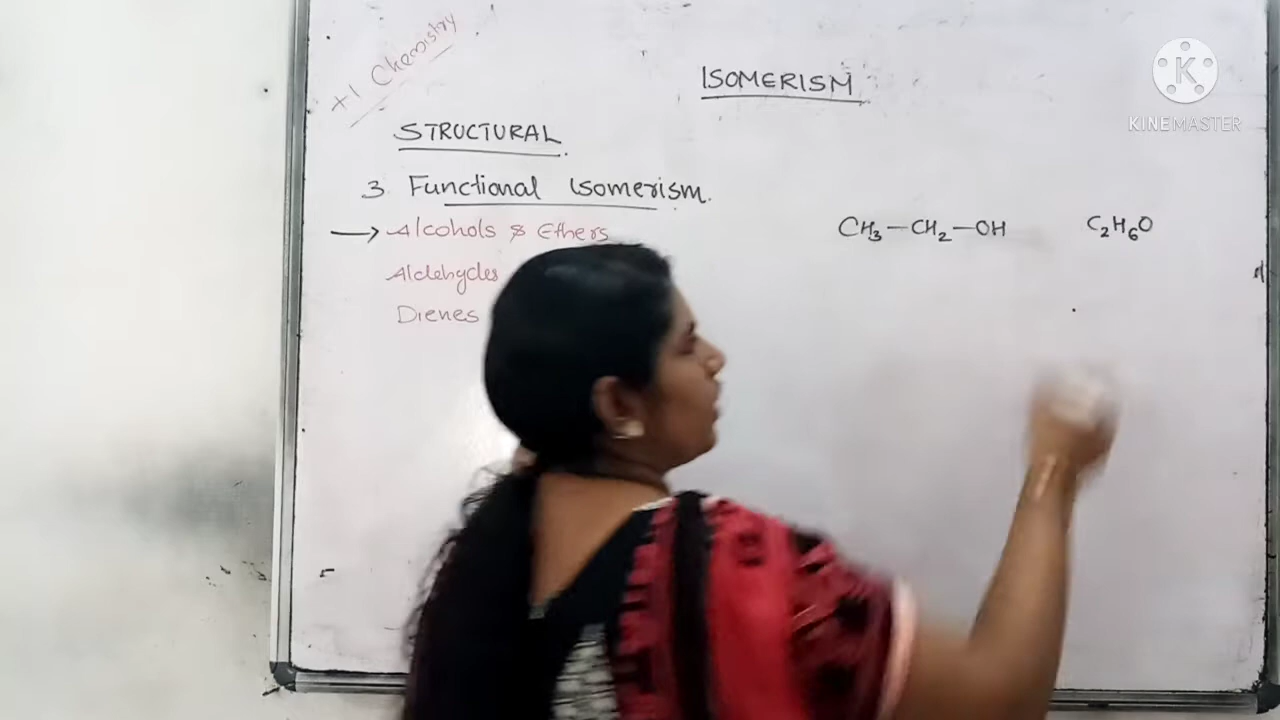 +1 Chemistry
ISOMERISM
KINEMASTER
STRUCTURAL
3 Functional Isomerism.
→ Alcohols & Ethers
CH₃—CH₂—OH
C₂H₆O
Aldehydes
Dienes